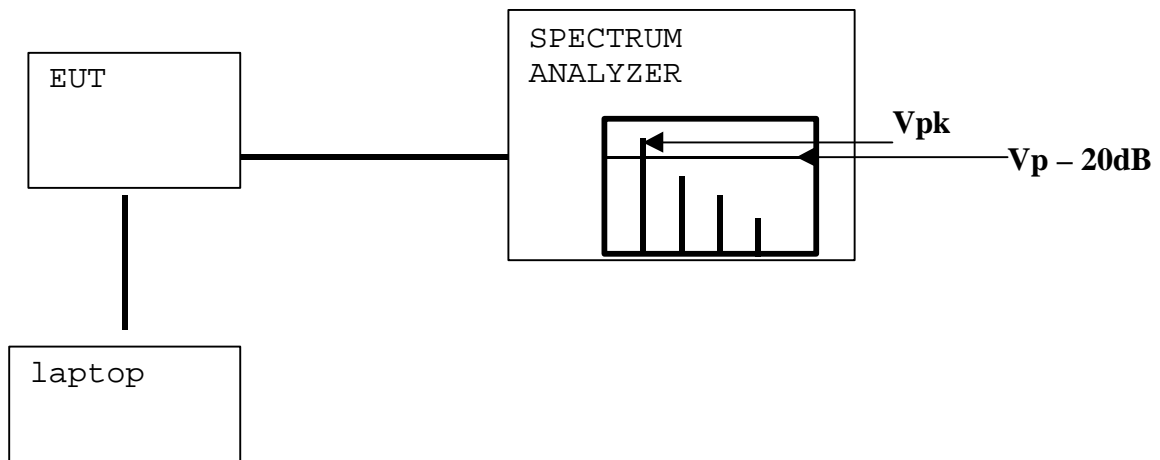 SPECTRUM
ANALYZER
EUT
Vpk
Vp – 20dB
laptop